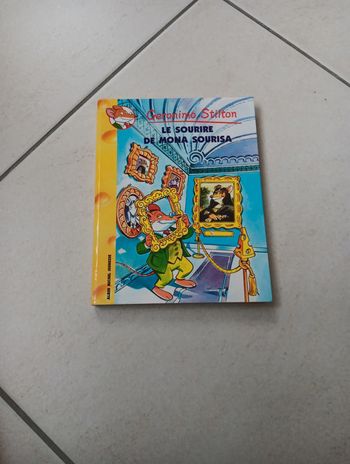 Geronimo Stilton
LE SOURIRE
DE MONA SOURISA
ALBIN MICHEL JEUNESSE